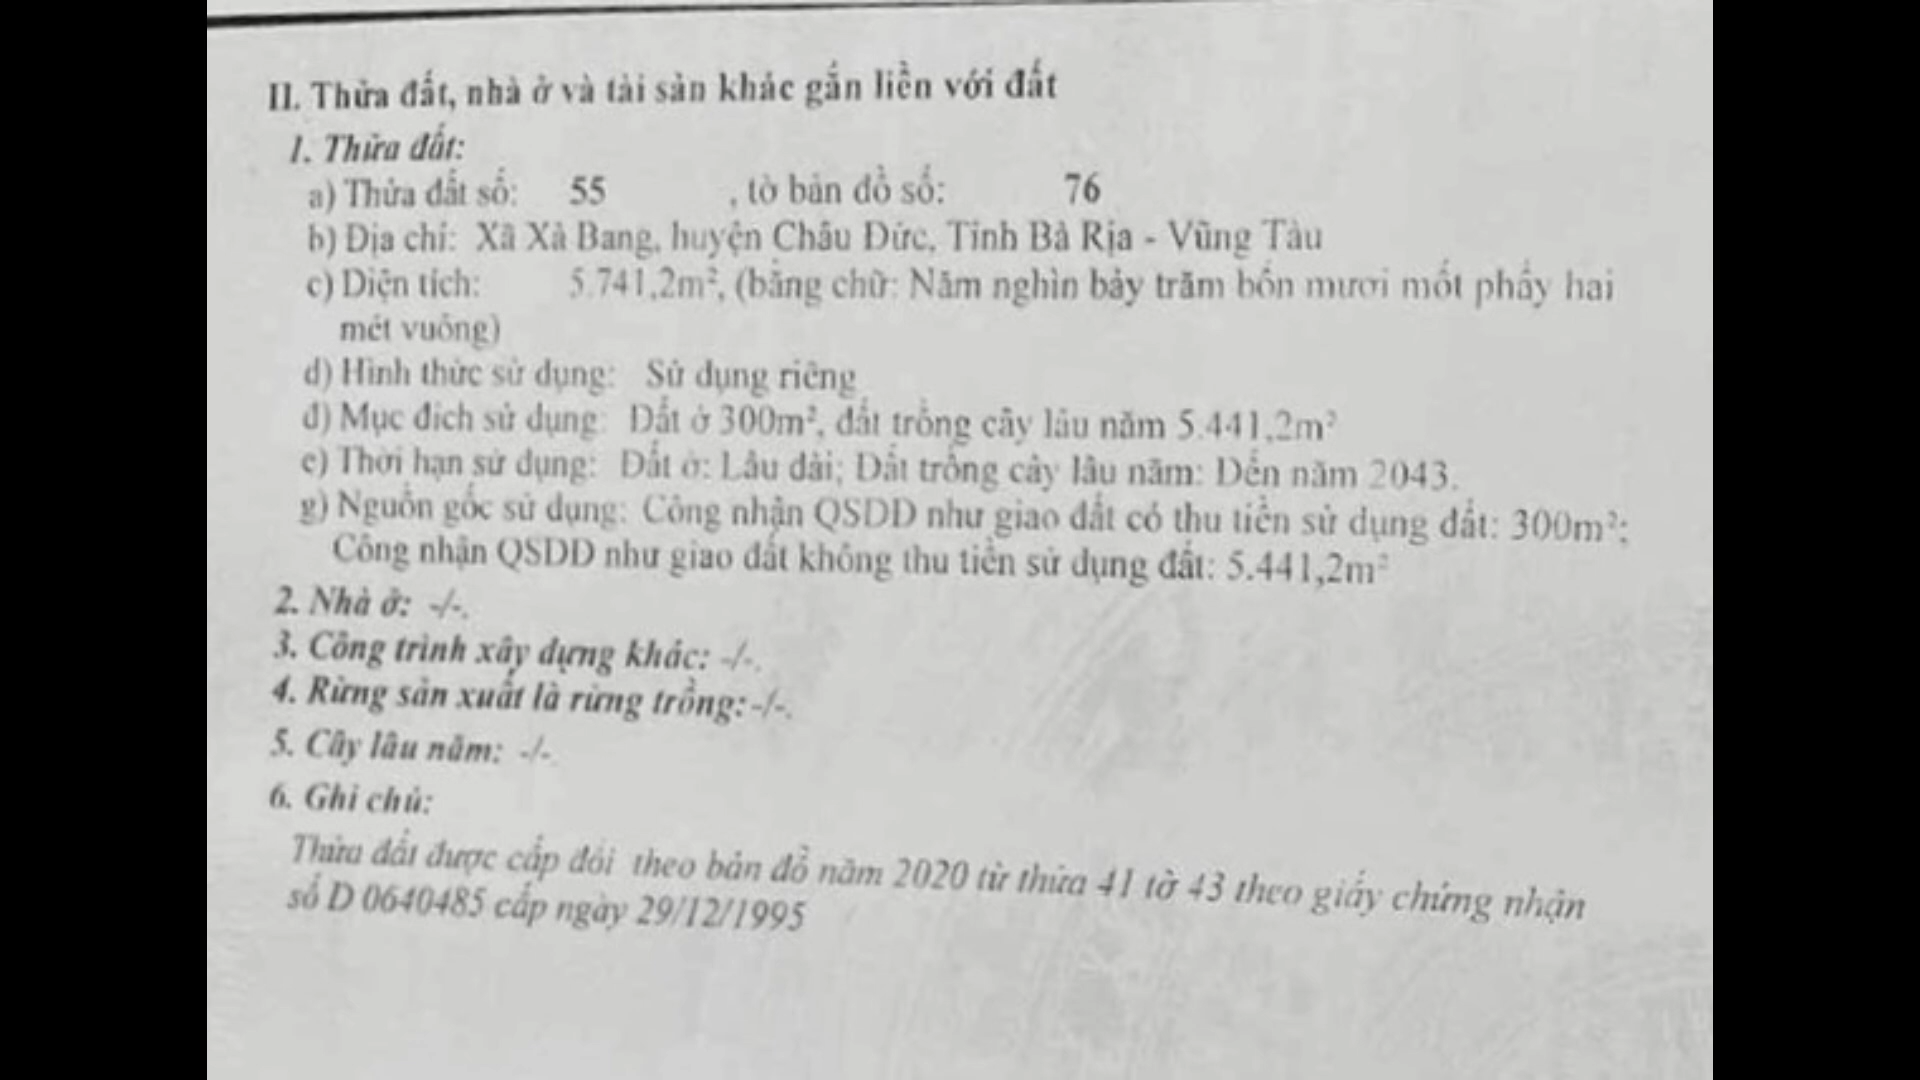 II. Thửa đất, nhà ở và tài sản khác gắn liền với đất
1. Thửa đất:
a) Thửa đất số: 55 , tờ bản đồ số: 76
b) Địa chỉ: Xã Xà Bang, huyện Châu Đức, Tỉnh Bà Rịa - Vũng Tàu
c) Diện tích: 5.741,2m², (bằng chữ: Năm nghìn bảy trăm bốn mươi mốt phẩy hai
mét vuông)
d) Hình thức sử dụng: Sử dụng riêng
đ) Mục đích sử dụng: Đất ở 300m², đất trồng cây lâu năm 5.441,2m²
e) Thời hạn sử dụng: Đất ở: Lâu dài; Đất trồng cây lâu năm: Đến năm 2043.
g) Nguồn gốc sử dụng: Công nhận QSDĐ như giao đất có thu tiền sử dụng đất: 300m²;
Công nhận QSDĐ như giao đất không thu tiền sử dụng đất: 5.441,2m²
2. Nhà ở: -/-.
3. Công trình xây dựng khác: -/-.
4. Rừng sản xuất là rừng trồng: -/-.
5. Cây lâu năm: -/-.
6. Ghi chú:
Thửa đất được cấp đổi theo bản đồ năm 2020 từ thửa 41 tờ 43 theo giấy chứng nhận
số D 0640485 cấp ngày 29/12/1995